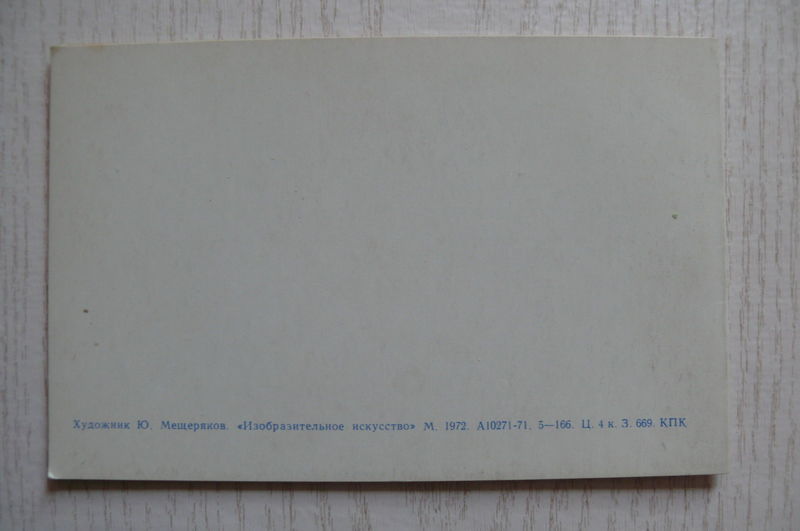 Художник Ю. Мещеряков. «Изобразительное искусство» М. 1972. А10271-71. 5—166. Ц. 4 к. З. 669. КПК